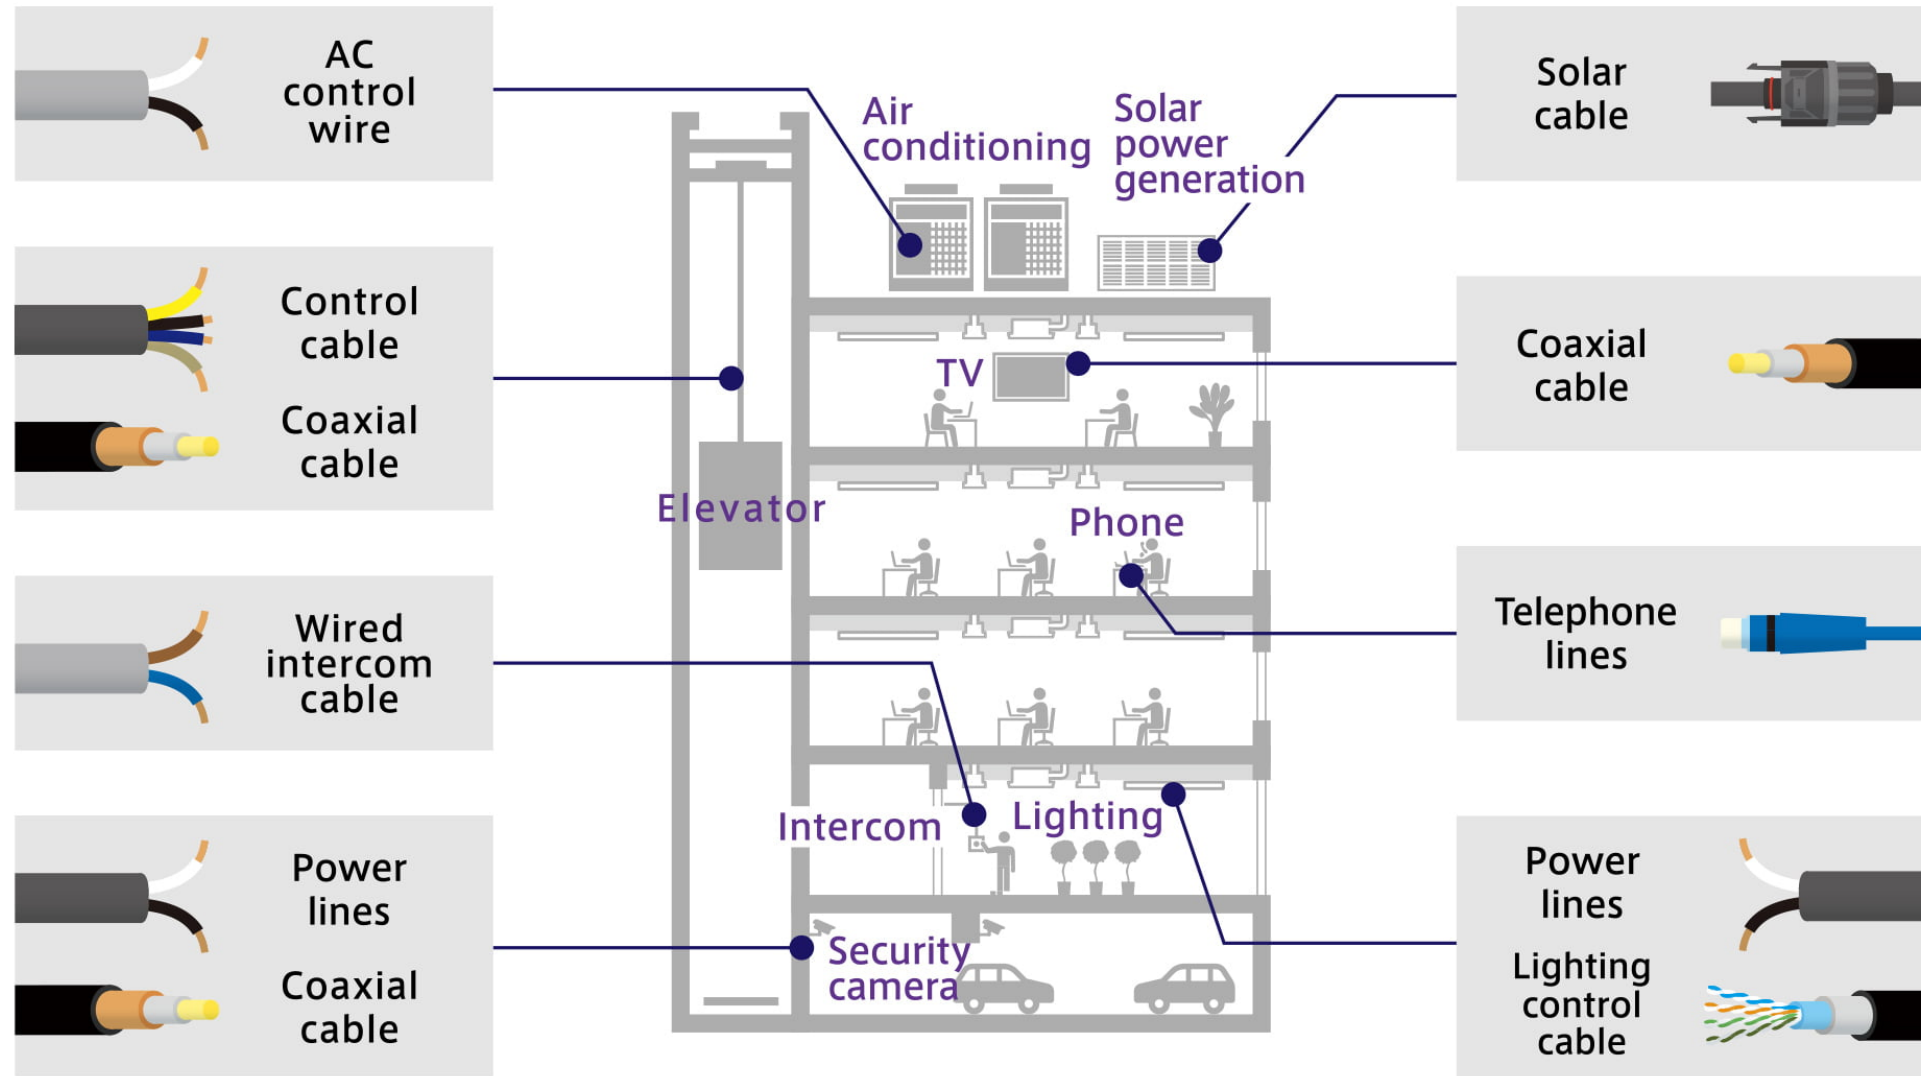 AC
control
wire
Control
cable
Coaxial
cable
Wired
intercom
cable
Power
lines
Coaxial
cable
Air
conditioning
Solar
power
generation
TV
Elevator
Phone
Intercom
Lighting
Security
camera
Solar
cable
Coaxial
cable
Telephone
lines
Power
lines
Lighting
control
cable